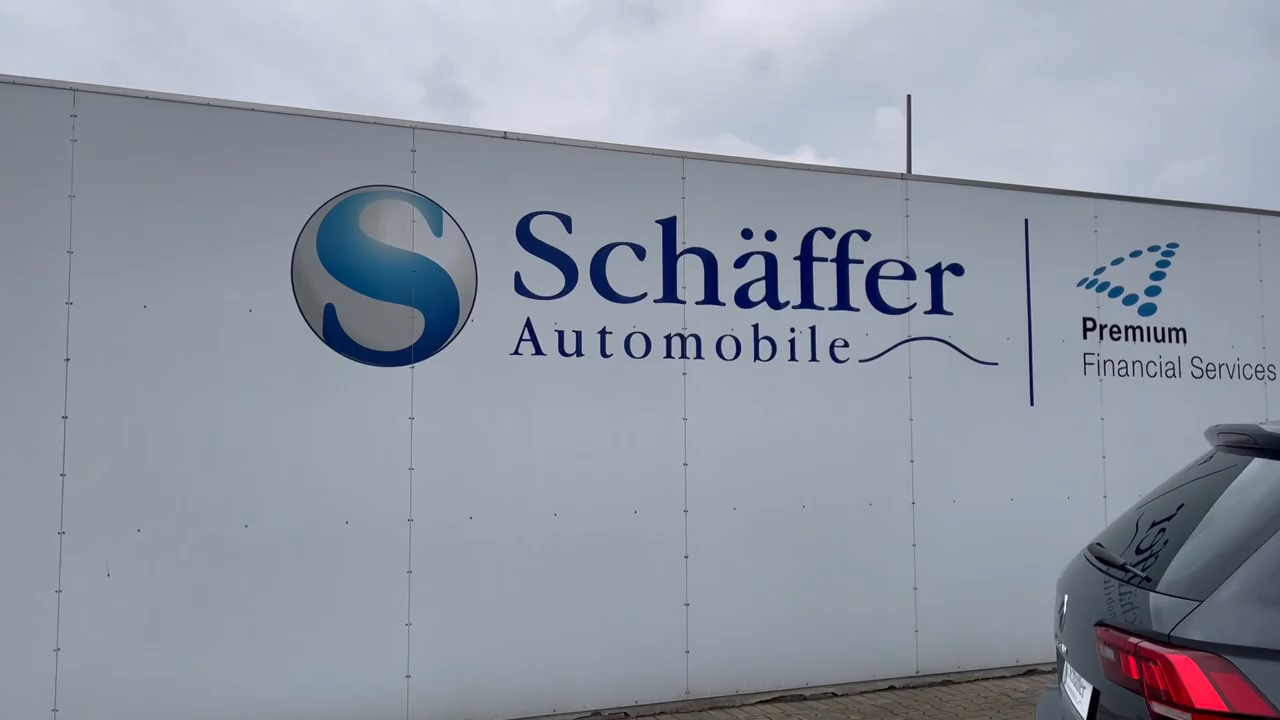 S
Schäffer
Automobile
Premium
Financial Services